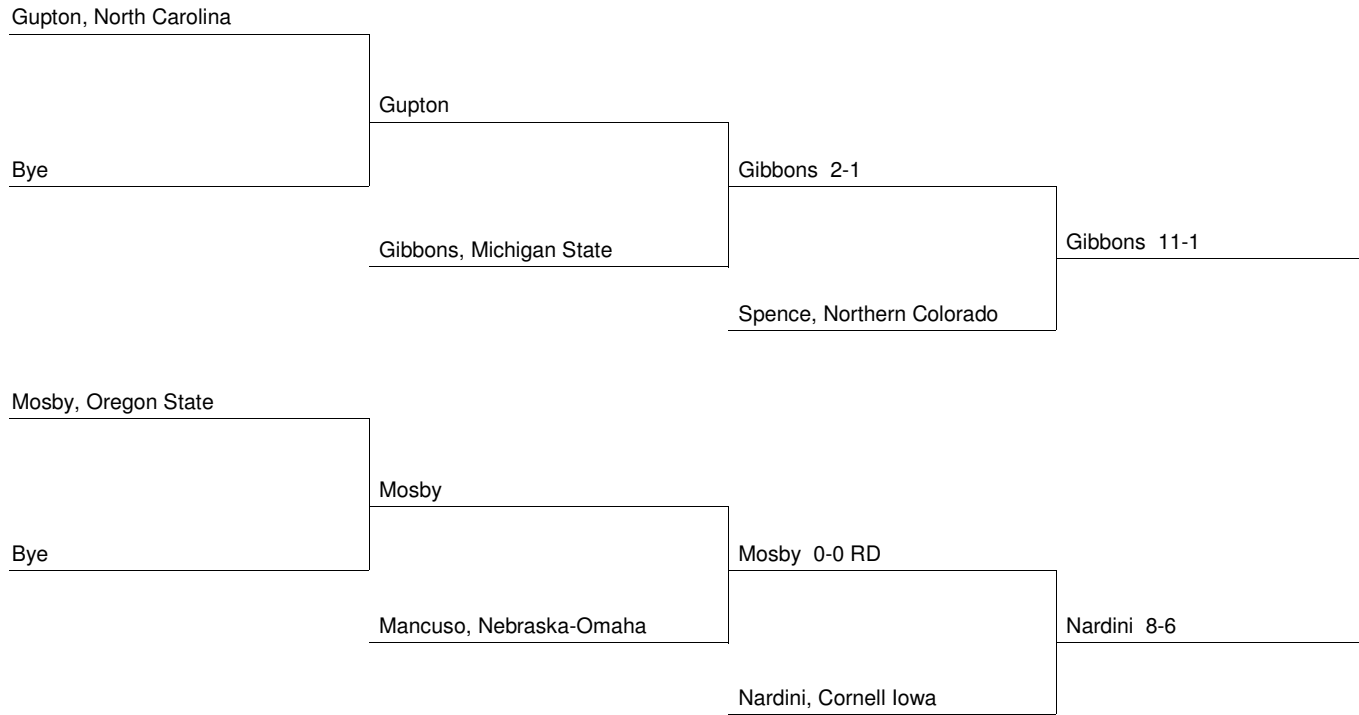 Gupton, North Carolina
Gupton
Bye
Gibbons  2-1
Gibbons, Michigan State
Gibbons  11-1
Spence, Northern Colorado
Mosby, Oregon State
Mosby
Bye
Mosby  0-0 RD
Mancuso, Nebraska-Omaha
Nardini  8-6
Nardini, Cornell Iowa